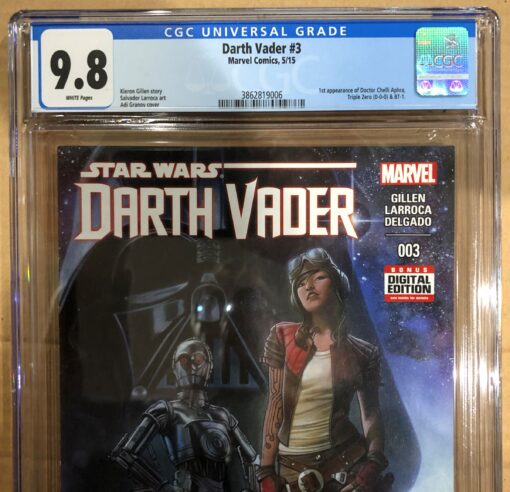 CGC UNIVERSAL GRADE
9.8
WHITE Pages
Darth Vader #3
Marvel Comics, 5/15
Kieron Gillen story
Salvador Larroca art
Adi Granov cover
3862819006
1st appearance of Doctor Chelli Aphra,
Triple Zero (0-0-0) & BT-1.
CGC
STAR WARS
DARTH VADER
MARVEL
GILLEN
LARROCA
DELGADO
003
BONUS
DIGITAL
EDITION